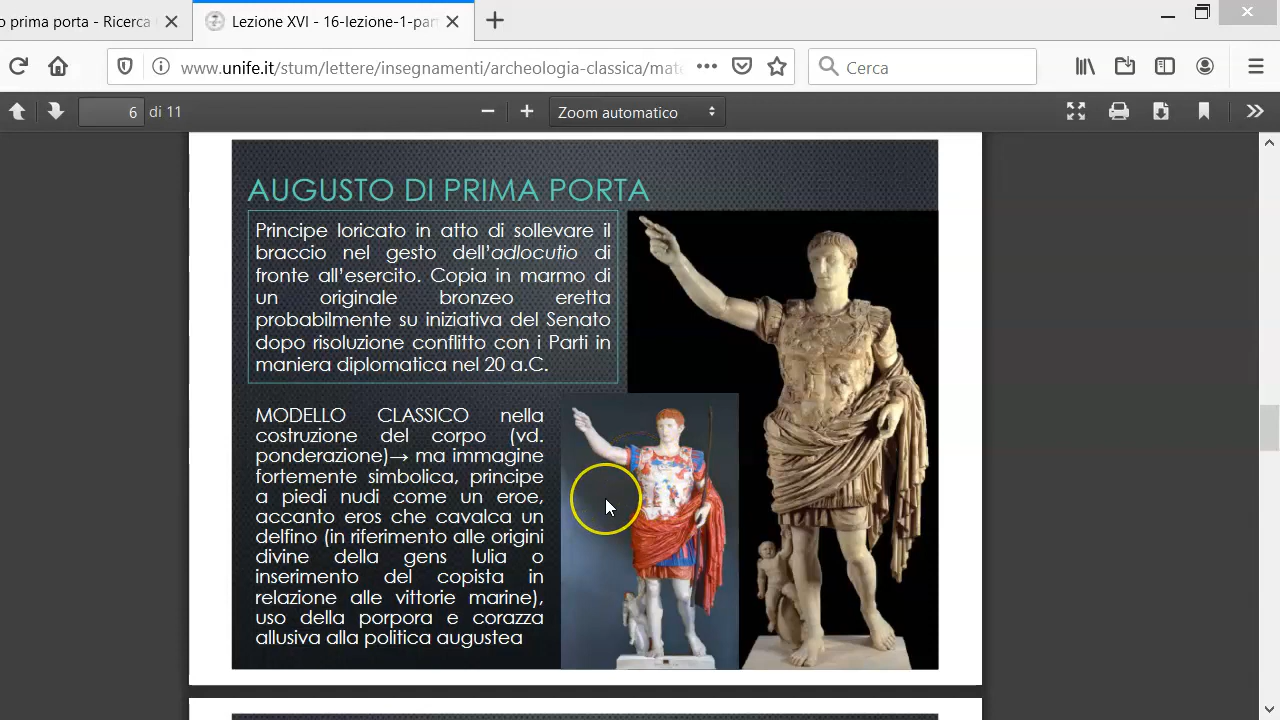 o prima porta - Ricerca
Lezione XVI - 16-lezione-1-par
www.unife.it/stum/lettere/insegnamenti/archeologia-classica/mate
Cerca
6 di 11
Zoom automatico
AUGUSTO DI PRIMA PORTA
Principe loricato in atto di sollevare il
braccio nel gesto dell'adlocutio di
fronte all'esercito. Copia in marmo di
un originale bronzeo eretta
probabilmente su iniziativa del Senato
dopo risoluzione conflitto con i Parti in
maniera diplomatica nel 20 a.C.
MODELLO CLASSICO nella
costruzione del corpo (vd.
ponderazione)→ ma immagine
fortemente simbolica, principe
a piedi nudi come un eroe,
accanto eros che cavalca un
delfino (in riferimento alle origini
divine della gens Iulia o
inserimento del copista in
relazione alle vittorie marine),
uso della porpora e corazza
allusiva alla politica augustea